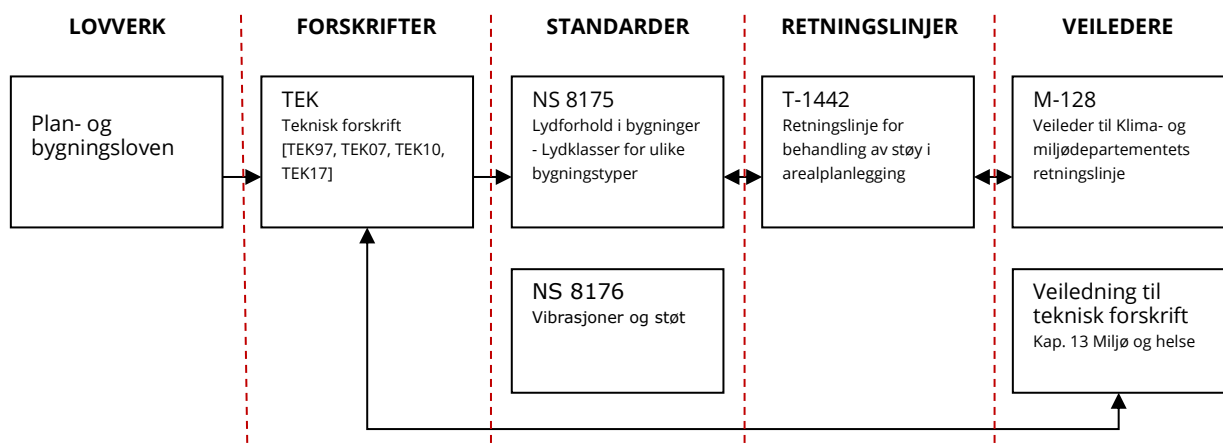 LOVVERK
FORSKRIFTER
STANDARDER
RETNINGSLINJER
VEILEDERE
Plan- og
bygningsloven
TEK
Teknisk forskrift
[TEK97, TEK07, TEK10,
TEK17]
NS 8175
Lydforhold i bygninger
- Lydklasser for ulike
bygningstyper
T-1442
Retningslinje for
behandling av støy i
arealplanlegging
M-128
Veileder til Klima- og
miljødepartementets
retningslinje
NS 8176
Vibrasjoner og støt
Veiledning til
teknisk forskrift
Kap. 13 Miljø og helse